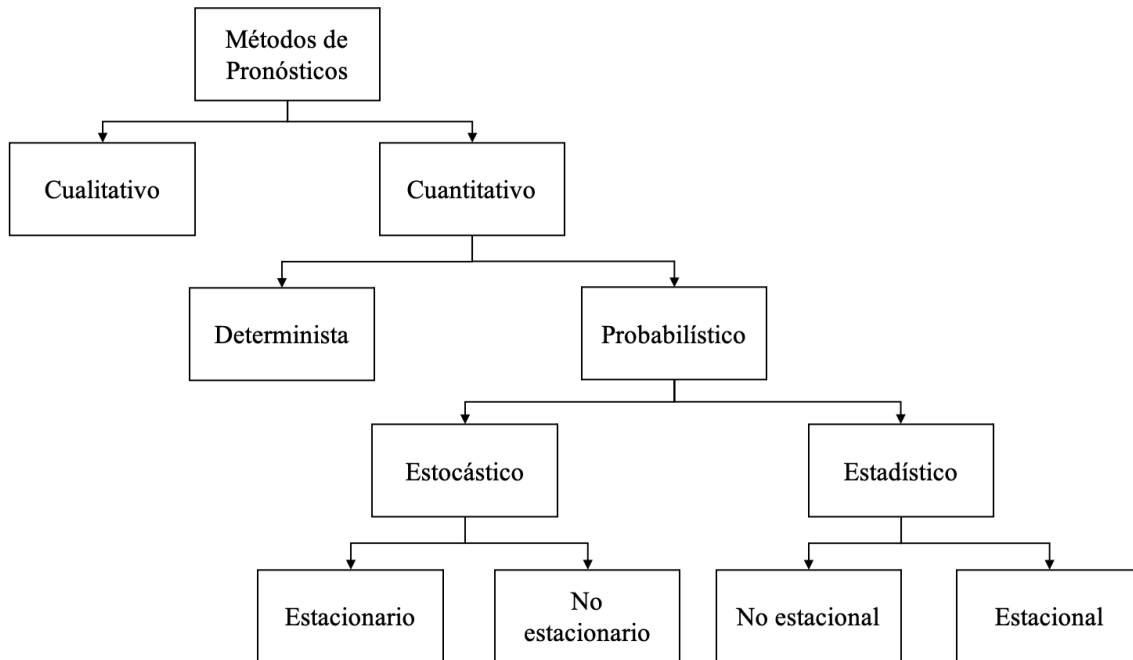 Métodos de
Pronósticos
Cualitativo
Cuantitativo
Determinista
Probabilístico
Estocástico
Estadístico
Estacionario
No
estacionario
No estacional
Estacional